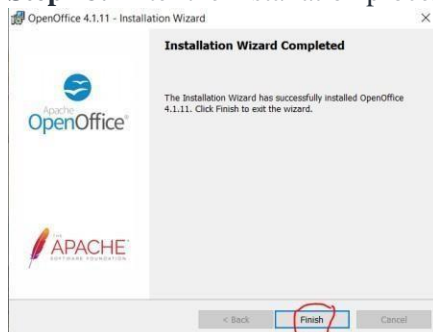 OpenOffice 4.1.11 - Installation Wizard
Installation Wizard Completed
The Installation Wizard has successfully installed OpenOffice
4.1.11. Click Finish to exit the wizard.
Apache
OpenOffice
THE
APACHE
SOFTWARE FOUNDATION
< Back Finish Cancel